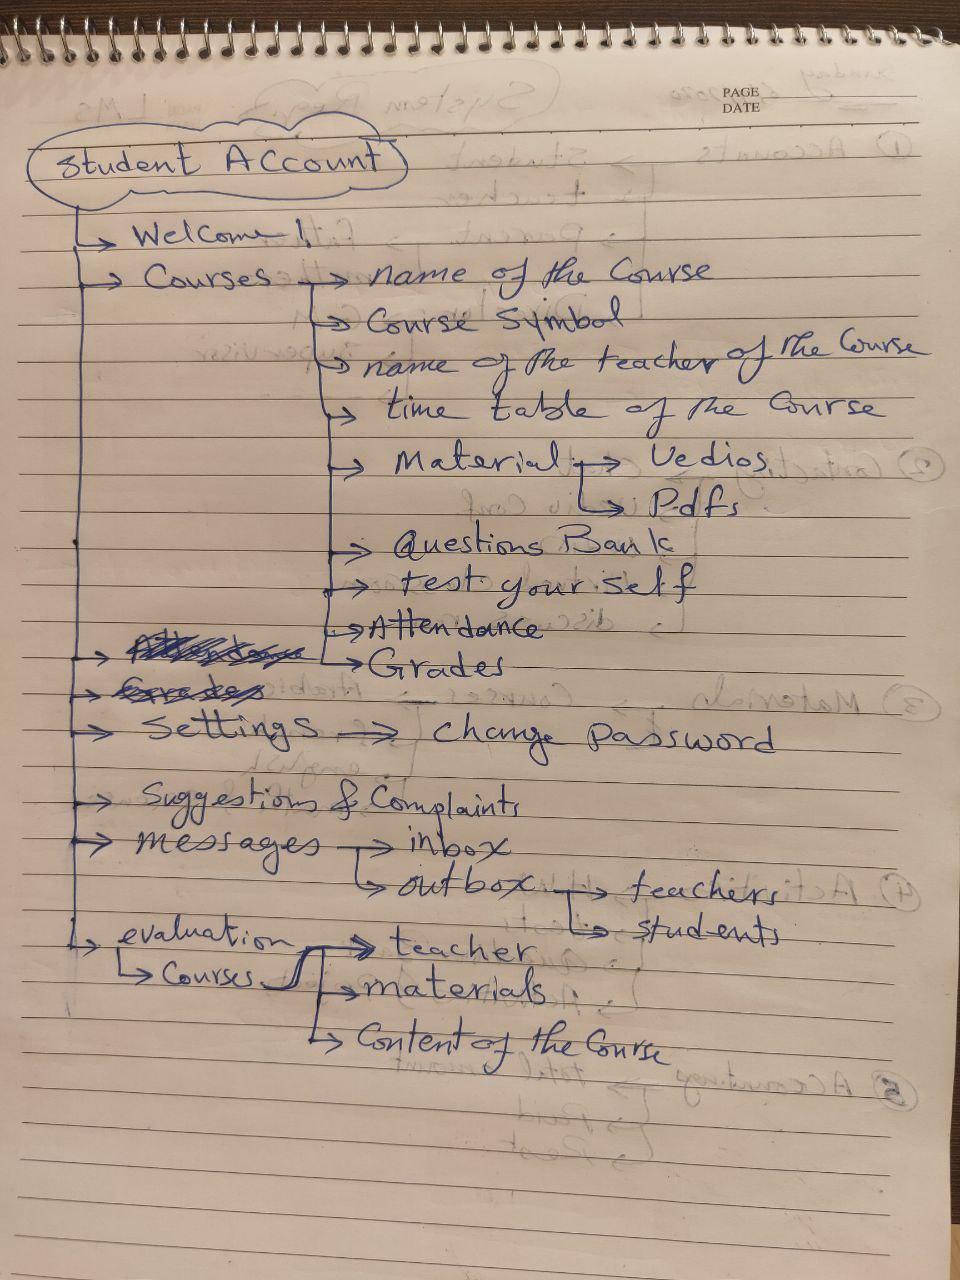 PAGE
DATE
Student Account
Welcome!
Courses → name of the Course
→ Course Symbol
→ name of the teacher of the Course
→ time table of the Course
→ Material → Vedios
→ Pdfs
→ Questions Bank
→ test your self
→ Attendance
→ Grades
Settings → change password
Suggestions & Complaints
messages → inbox
→ outbox → teachers
→ students
evaluation → teacher
→ Courses → materials
→ Content of the Course